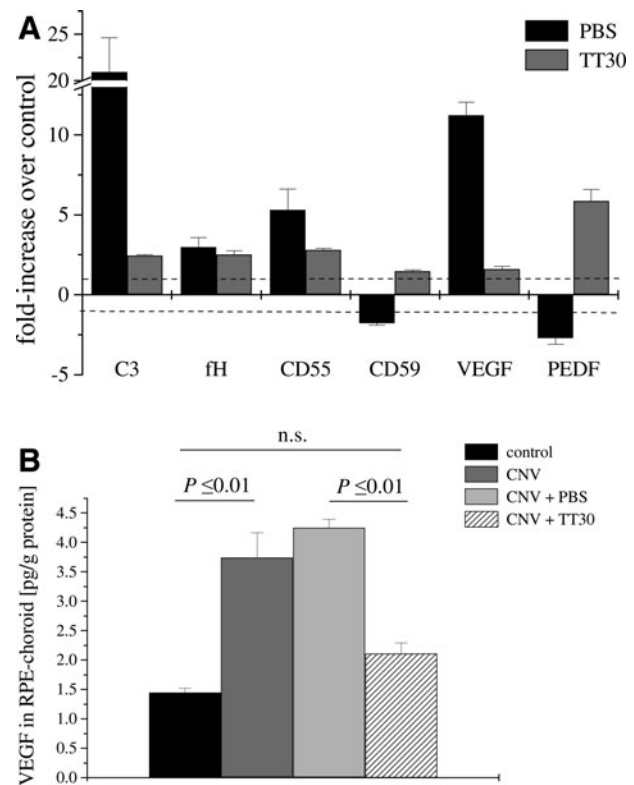 A
PBS
TT30
fold-increase over control
25
20
10
5
0
-5
C3 fH CD55 CD59 VEGF PEDF
B
n.s.
P ≤0.01 P ≤0.01
control
CNV
CNV + PBS
CNV + TT30
VEGF in RPE-choroid [pg/g protein]
4.5
4.0
3.5
3.0
2.5
2.0
1.5
1.0
0.5
0.0